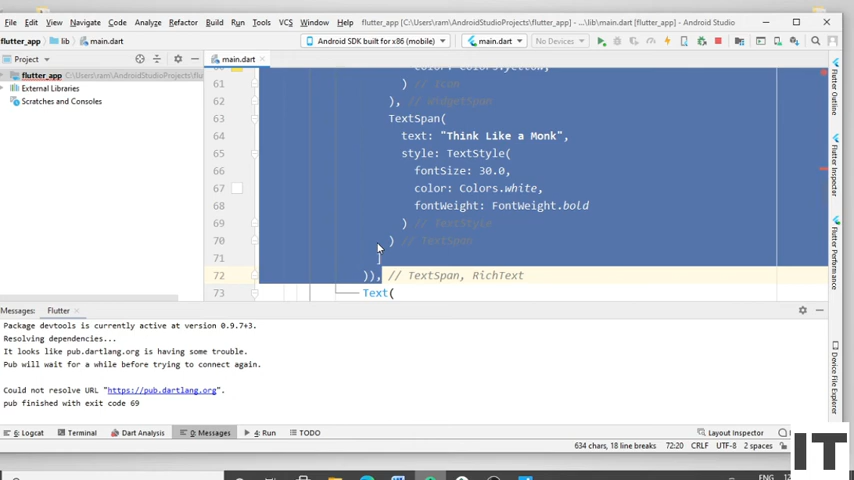 File Edit View Navigate Code Analyze Refactor Build Run Tools VCS Window Help flutter_app [C:\Users\ram\AndroidStudioProjects\flutter_app] - ...\lib\main.dart [flutter_app] - Android Studio
flutter_app lib main.dart Android SDK built for x86 (mobile) main.dart No Devices
Project main.dart
flutter_app C:\Users\ram\AndroidStudioProjects\flu
External Libraries
Scratches and Consoles
color: Colors.yellow,
61 ) // Icon
62 ), // WidgetSpan
63 TextSpan(
64 text: "Think Like a Monk",
65 style: TextStyle(
66 fontSize: 30.0,
67 color: Colors.white,
68 fontWeight: FontWeight.bold
69 ) // TextStyle
70 ) // TextSpan
71 ]
72 )), // TextSpan, RichText
73 Text(
Flutter Outline
Flutter Inspector
Flutter Performance
Device File Explorer
Messages: Flutter
Package devtools is currently active at version 0.9.7+3.
Resolving dependencies...
It looks like pub.dartlang.org is having some trouble.
Pub will wait for a while before trying to connect again.
Could not resolve URL "https://pub.dartlang.org".
pub finished with exit code 69
6: Logcat Terminal Dart Analysis 0: Messages 4: Run TODO Layout Inspector
634 chars, 18 line breaks 72:20 CRLF UTF-8 2 spaces
ENG
IT